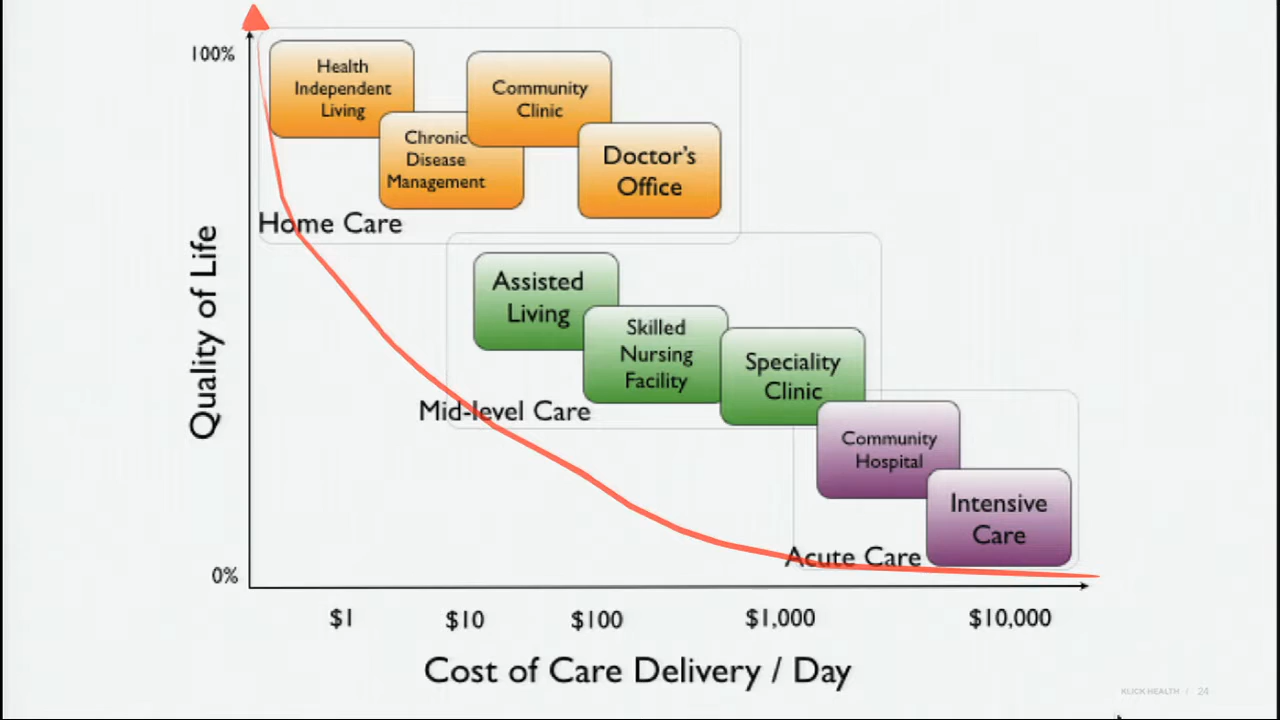 100%
Health
Independent
Living
Community
Clinic
Chronic
Disease
Management
Doctor's
Office
Home Care
Quality of Life
Assisted
Living
Skilled
Nursing
Facility
Speciality
Clinic
Mid-level Care
Community
Hospital
Intensive
Care
Acute Care
0%
$1
$10
$100
$1,000
$10,000
Cost of Care Delivery / Day
KLICK HEALTH / 24